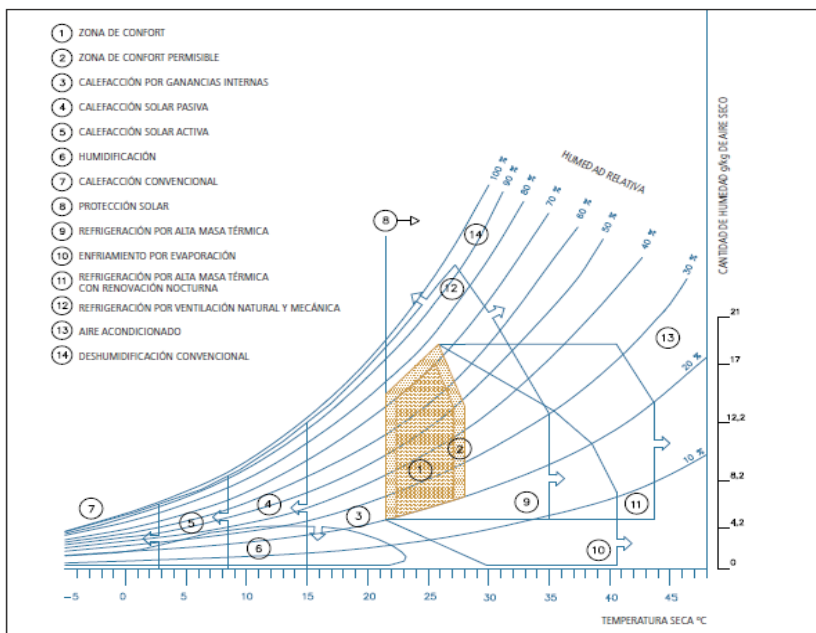 1 ZONA DE CONFORT
2 ZONA DE CONFORT PERMISIBLE
3 CALEFACCIÓN POR GANANCIAS INTERNAS
4 CALEFACCIÓN SOLAR PASIVA
5 CALEFACCIÓN SOLAR ACTIVA
6 HUMIDIFICACIÓN
7 CALEFACCIÓN CONVENCIONAL
8 PROTECCIÓN SOLAR
9 REFRIGERACIÓN POR ALTA MASA TÉRMICA
10 ENFRIAMIENTO POR EVAPORACIÓN
11 REFRIGERACIÓN POR ALTA MASA TÉRMICA
CON RENOVACIÓN NOCTURNA
12 REFRIGERACIÓN POR VENTILACIÓN NATURAL Y MECÁNICA
13 AIRE ACONDICIONADO
14 DESHUMIDIFICACIÓN CONVENCIONAL
HUMEDAD RELATIVA
100 %
90 %
80 %
70 %
60 %
50 %
40 %
30 %
20 %
10 %
8
14
12
13
2
1
3
4
5
6
7
9
10
11
CANTIDAD DE HUMEDAD g/kg DE AIRE SECO
21
17
12,2
8,2
4,2
0
-5 0 5 10 15 20 25 30 35 40 45
TEMPERATURA SECA ºC